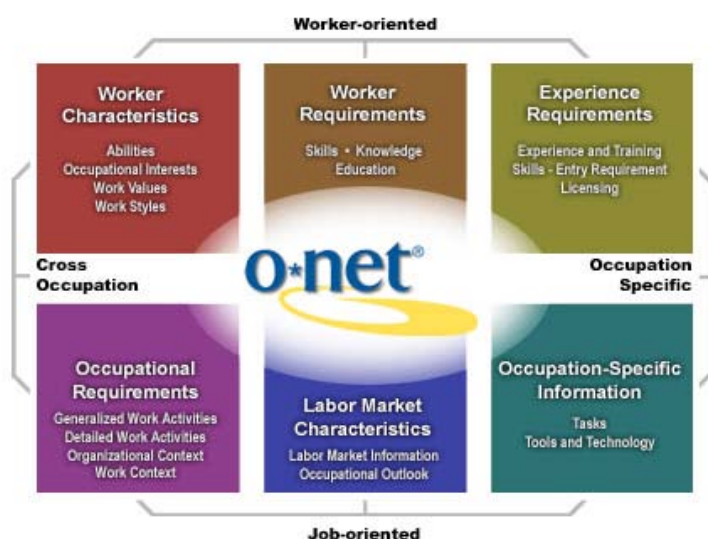 Worker-oriented
Worker
Characteristics
Abilities
Occupational Interests
Work Values
Work Styles
Worker
Requirements
Skills • Knowledge
Education
Experience
Requirements
Experience and Training
Skills - Entry Requirement
Licensing
Cross
Occupation
o*net®
Occupation
Specific
Occupational
Requirements
Generalized Work Activities
Detailed Work Activities
Organizational Context
Work Context
Labor Market
Characteristics
Labor Market Information
Occupational Outlook
Occupation-Specific
Information
Tasks
Tools and Technology
Job-oriented